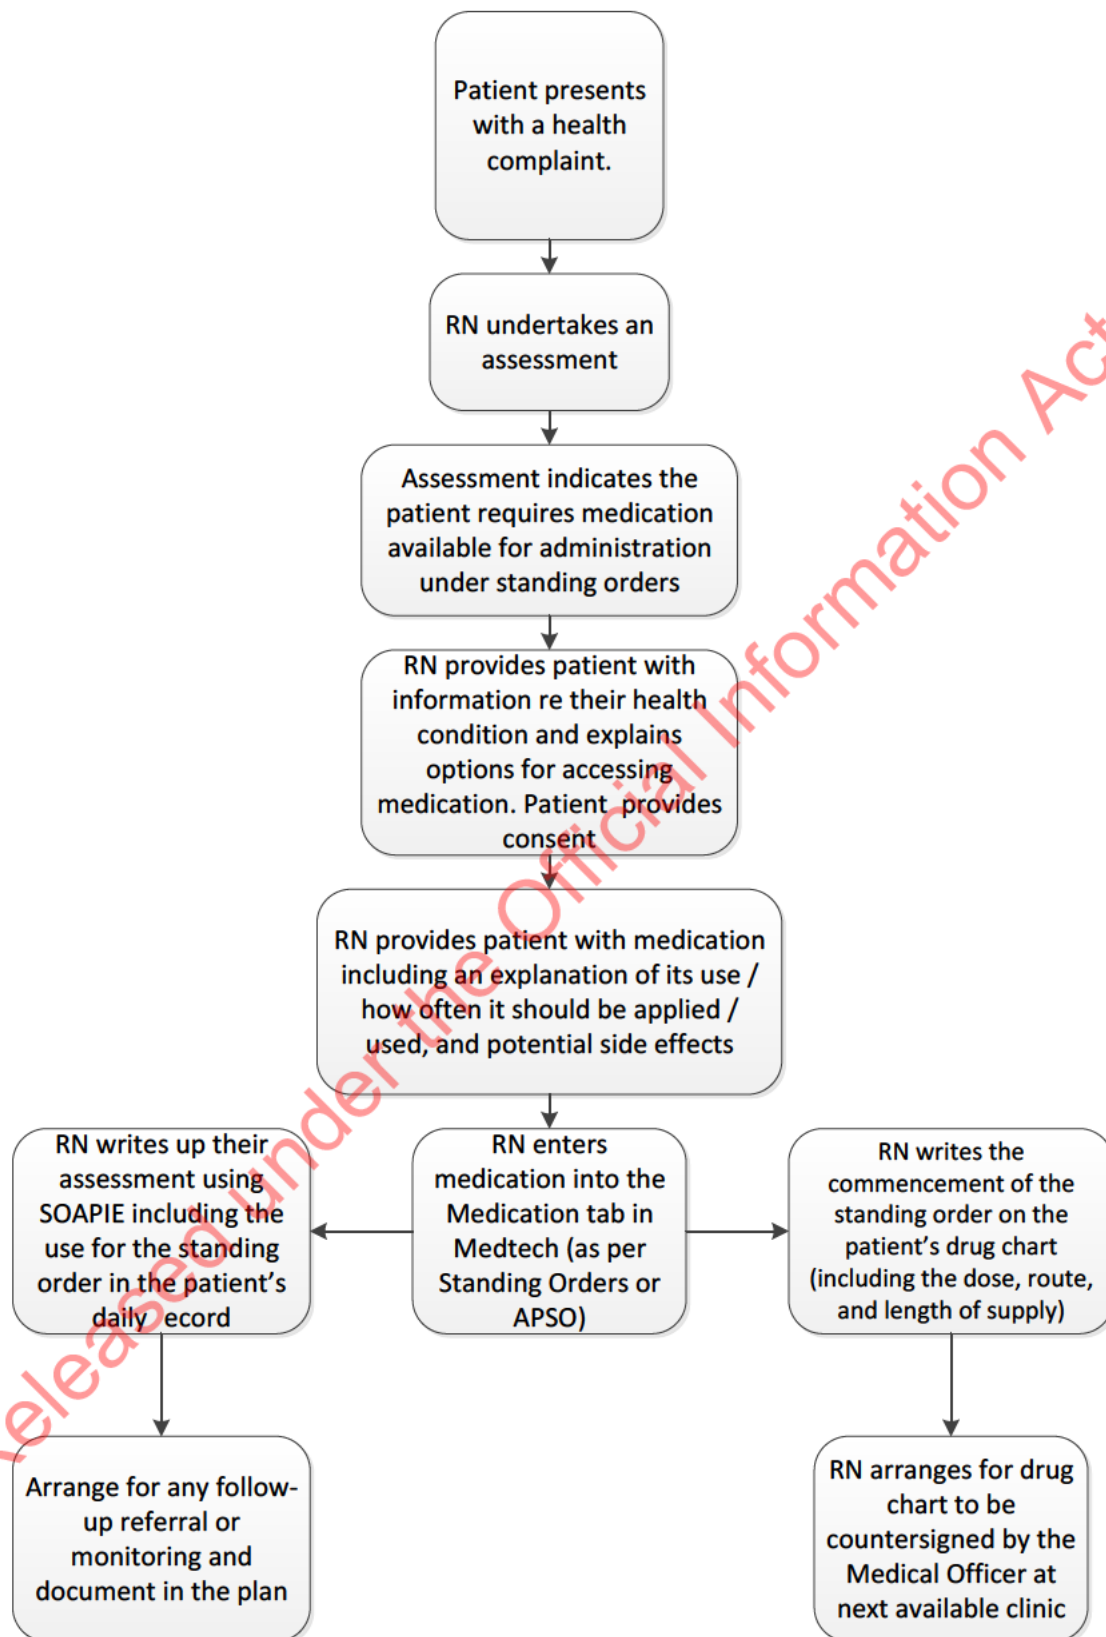 Patient presents
with a health
complaint.
RN undertakes an
assessment
Assessment indicates the
patient requires medication
available for administration
under standing orders
RN provides patient with
information re their health
condition and explains
options for accessing
medication. Patient provides
consent
RN provides patient with medication
including an explanation of its use /
how often it should be applied /
used, and potential side effects
RN writes up their
assessment using
SOAPIE including the
use for the standing
order in the patient's
daily ecord
RN enters
medication into the
Medication tab in
Medtech (as per
Standing Orders or
APSO)
RN writes the
commencement of the
standing order on the
patient's drug chart
(including the dose, route,
and length of supply)
Arrange for any follow-
up referral or
monitoring and
document in the plan
RN arranges for drug
chart to be
countersigned by the
Medical Officer at
next available clinic
Released under the Official Information Act